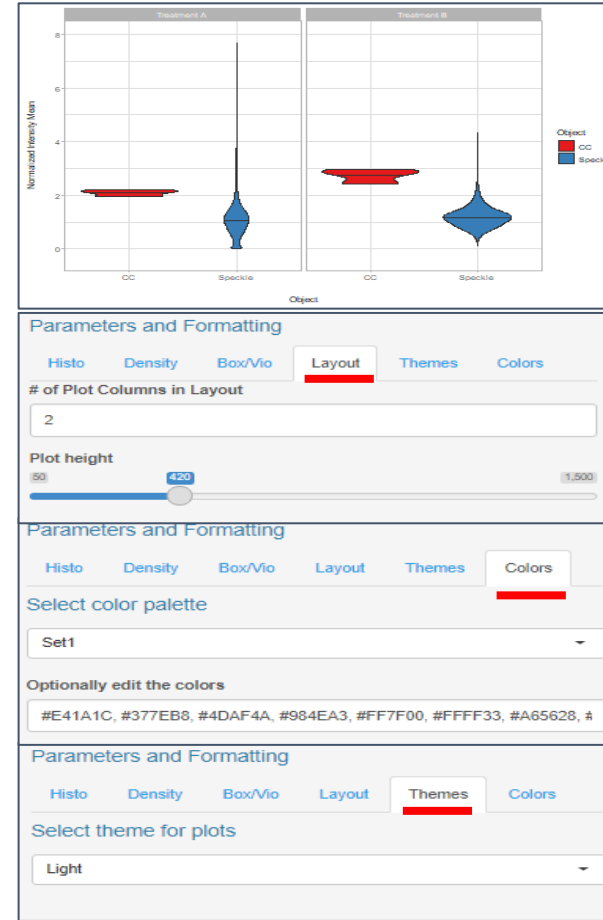 Treatment A Treatment B
8
6
4
2
0
Normalized Intensity Mean
CC Speckle CC Speckle
Object
Object
CC
Speckle
Parameters and Formatting
Histo Density Box/Vio Layout Themes Colors
# of Plot Columns in Layout
2
Plot height
50 420 1,500
Parameters and Formatting
Histo Density Box/Vio Layout Themes Colors
Select color palette
Set1
Optionally edit the colors
#E41A1C, #377EB8, #4DAF4A, #984EA3, #FF7F00, #FFFF33, #A65628, #
Parameters and Formatting
Histo Density Box/Vio Layout Themes Colors
Select theme for plots
Light